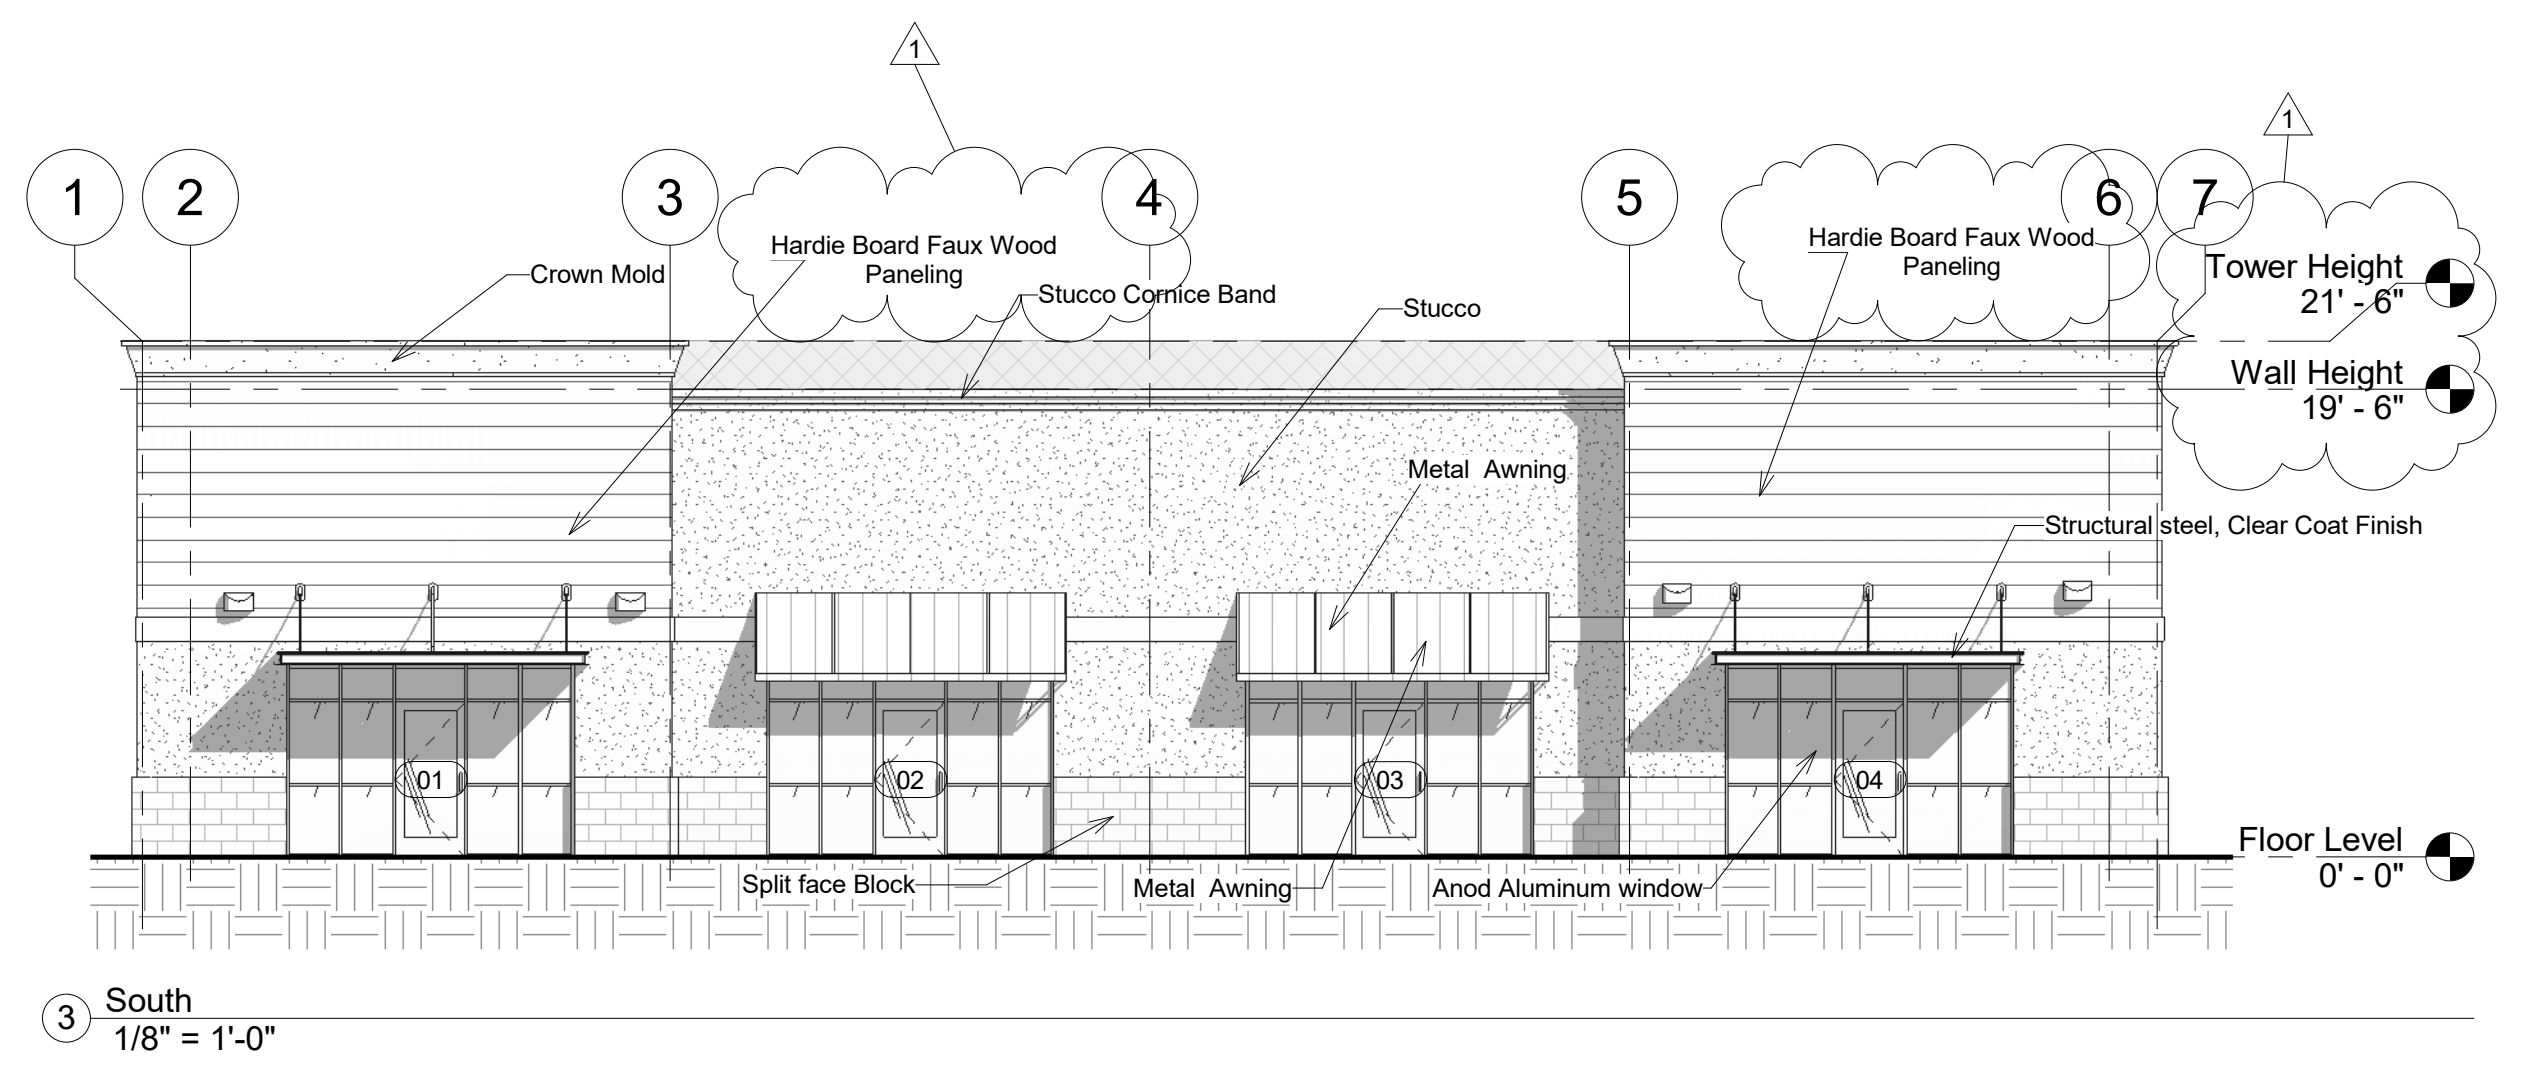 1
1
1
2
3
4
5
6
7
Hardie Board Faux Wood
Paneling
Hardie Board Faux Wood
Paneling
Crown Mold
Stucco Cornice Band
Stucco
Tower Height
21' - 6"
Wall Height
19' - 6"
Metal  Awning
Structural steel, Clear Coat Finish
01
02
03
04
Floor Level
0' - 0"
Split face Block
Metal  Awning
Anod Aluminum window
3
South
1/8" = 1'-0"